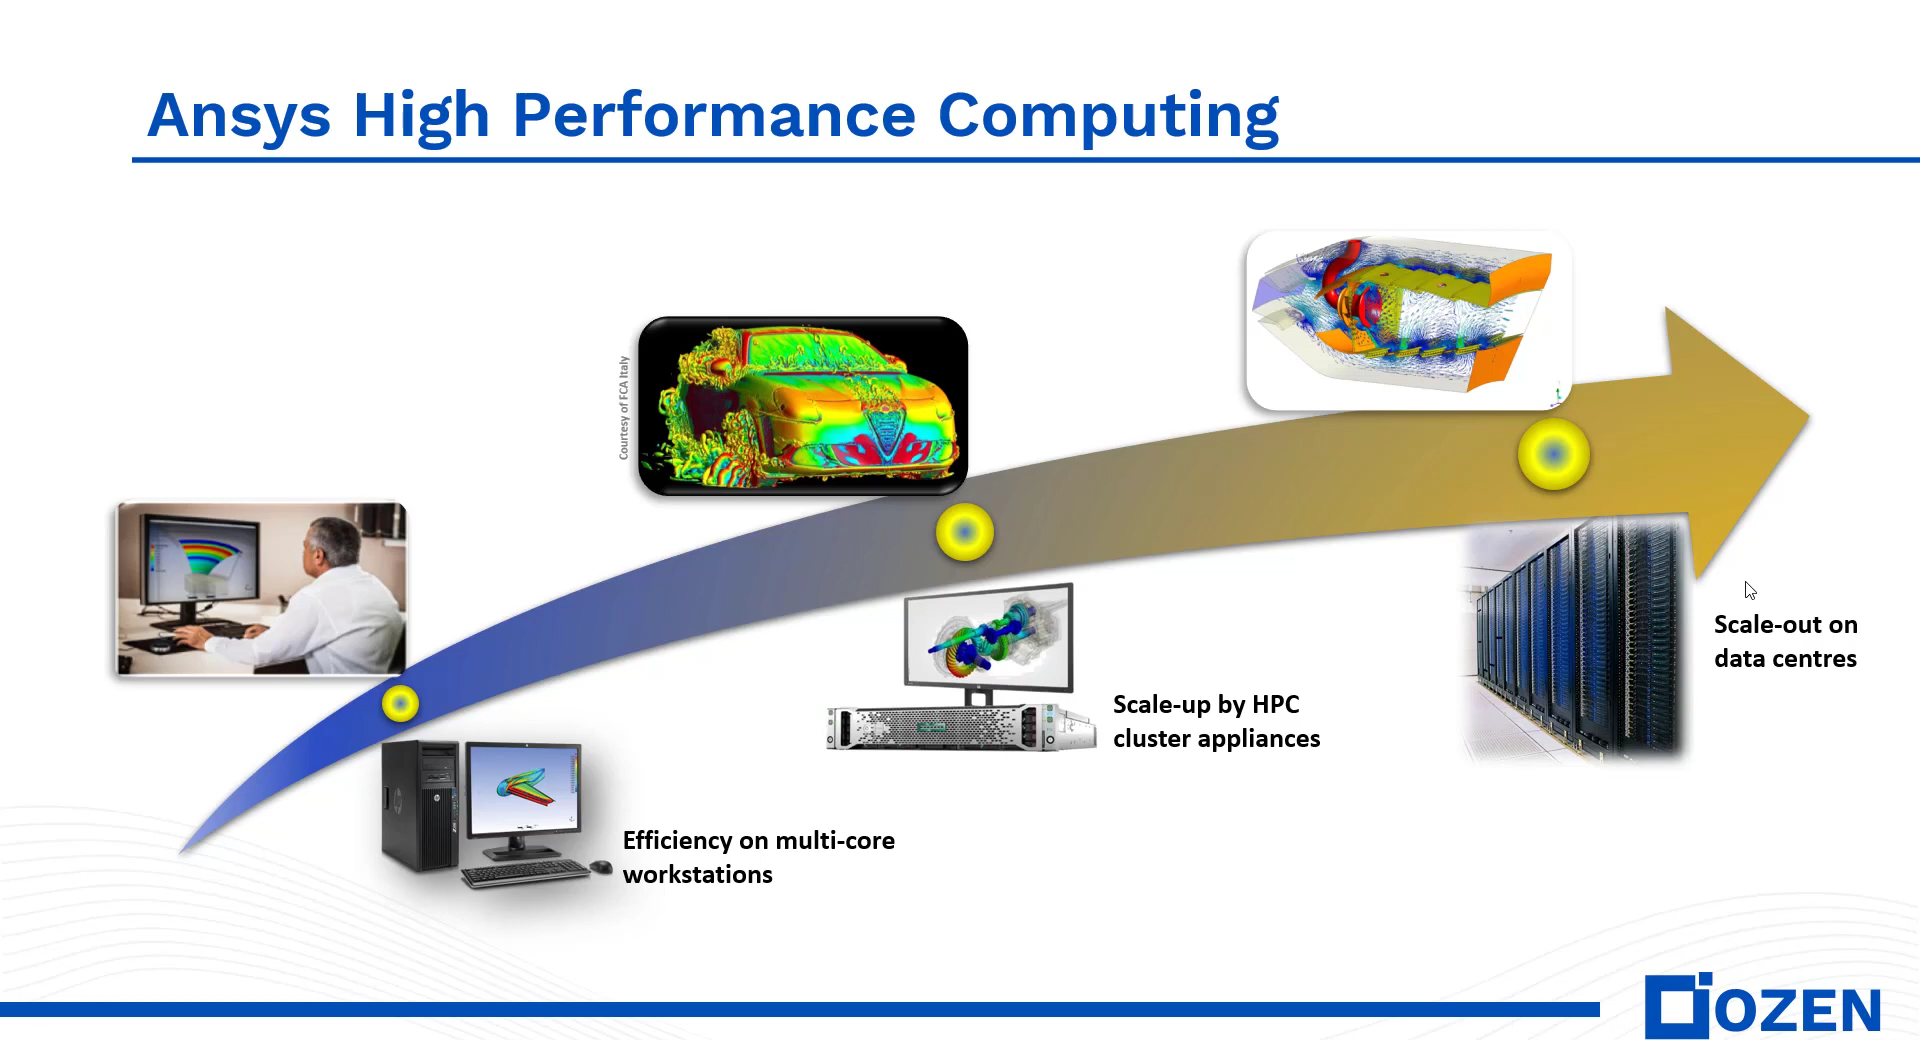 Ansys High Performance Computing
Courtesy of FCA Italy
Efficiency on multi-core
workstations
Scale-up by HPC
cluster appliances
Scale-out on
data centres
OZEN